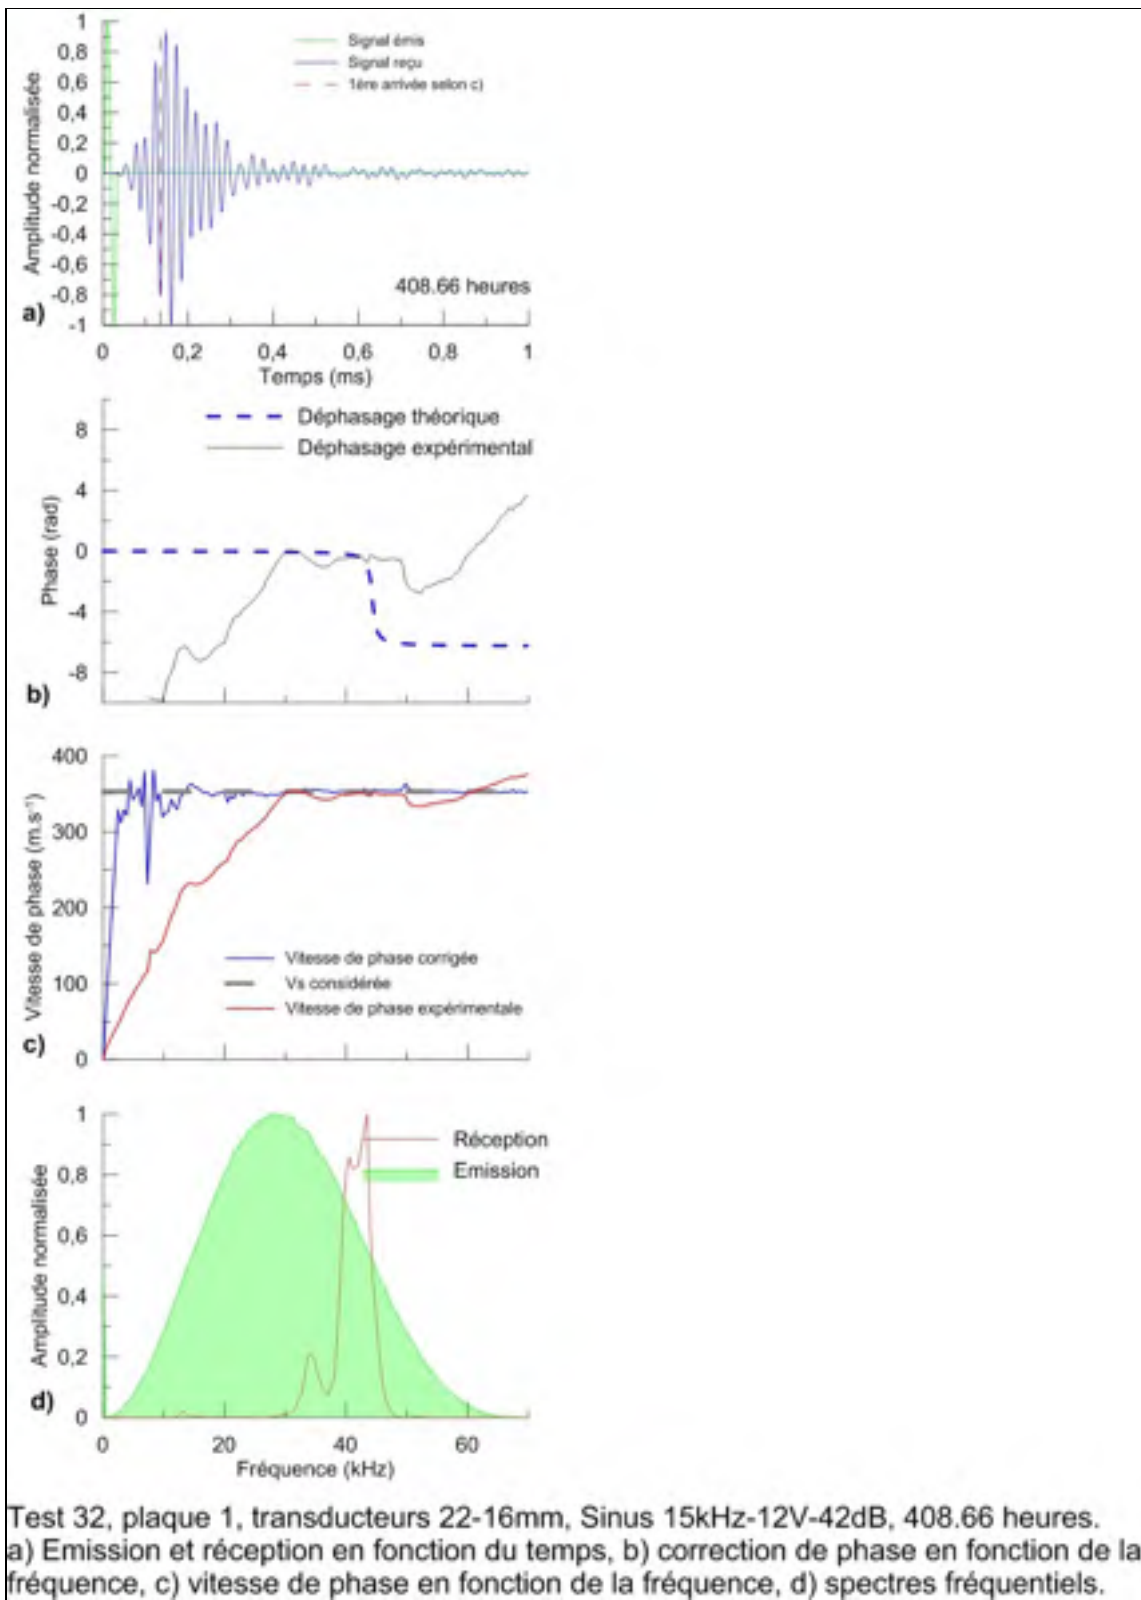 1
0,8
0,6
0,4
0,2
0
-0,2
-0,4
-0,6
-0,8
-1
Amplitude normalisée
Signal émis
Signal reçu
1ère arrivée selon c)
408.66 heures
a)
0 0,2 0,4 0,6 0,8 1
Temps (ms)
Déphasage théorique
Déphasage expérimental
8
4
0
-4
-8
Phase (rad)
b)
400
300
200
100
0
Vitesse de phase (m.s⁻¹)
Vitesse de phase corrigée
Vs considérée
Vitesse de phase expérimentale
c)
1
0,8
0,6
0,4
0,2
0
Amplitude normalisée
Réception
Emission
d)
0 20 40 60
Fréquence (kHz)
Test 32, plaque 1, transducteurs 22-16mm, Sinus 15kHz-12V-42dB, 408.66 heures.
a) Emission et réception en fonction du temps, b) correction de phase en fonction de la
fréquence, c) vitesse de phase en fonction de la fréquence, d) spectres fréquentiels.